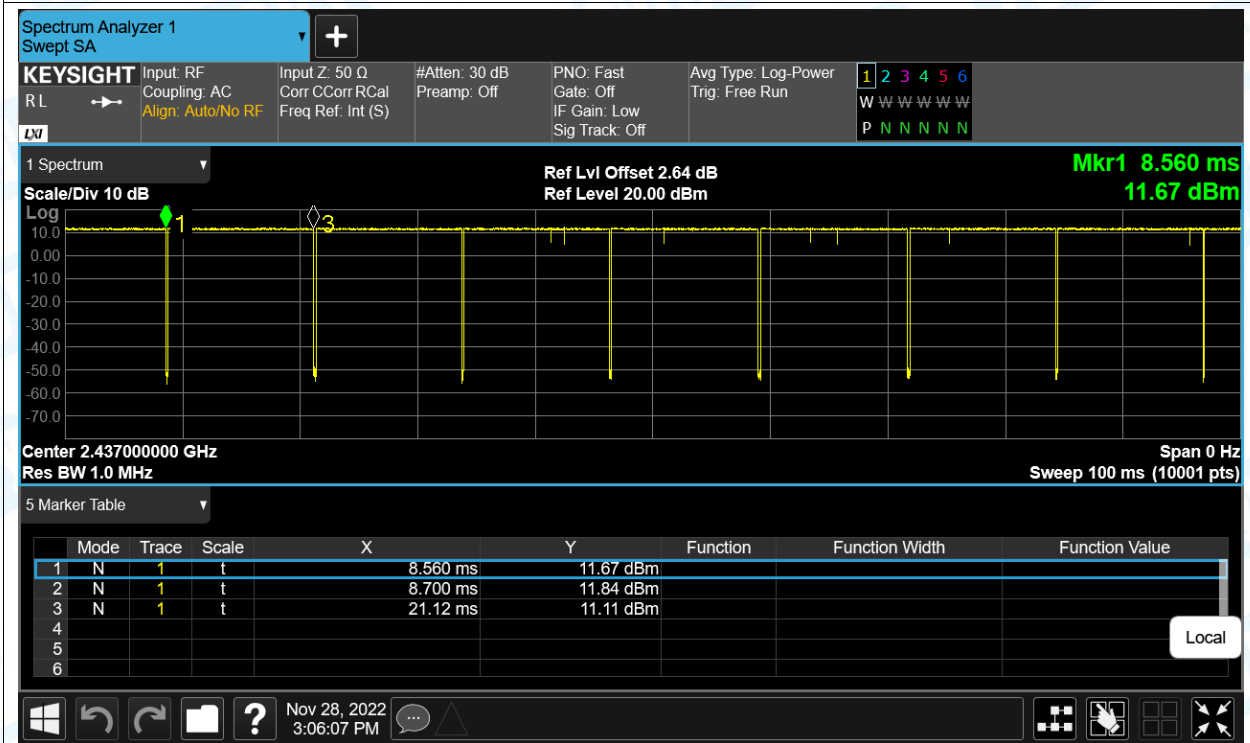 Spectrum Analyzer 1
Swept SA
KEYSIGHT
R L
LXI
Input: RF
Coupling: AC
Align: Auto/No RF
Input Z: 50 Ω
Corr CCorr RCal
Freq Ref: Int (S)
#Atten: 30 dB
Preamp: Off
PNO: Fast
Gate: Off
IF Gain: Low
Sig Track: Off
Avg Type: Log-Power
Trig: Free Run
1 2 3 4 5 6
W W W W W W
P N N N N N
1 Spectrum
Scale/Div 10 dB
Ref Lvl Offset 2.64 dB
Ref Level 20.00 dBm
Mkr1 8.560 ms
11.67 dBm
Log
1
3
10.0
0.00
-10.0
-20.0
-30.0
-40.0
-50.0
-60.0
-70.0
Center 2.437000000 GHz
Span 0 Hz
Res BW 1.0 MHz
Sweep 100 ms (10001 pts)
5 Marker Table
Mode Trace Scale X Y Function Function Width Function Value
1 N 1 t 8.560 ms 11.67 dBm
2 N 1 t 8.700 ms 11.84 dBm
3 N 1 t 21.12 ms 11.11 dBm
4
5
6
Local
?
Nov 28, 2022
3:06:07 PM